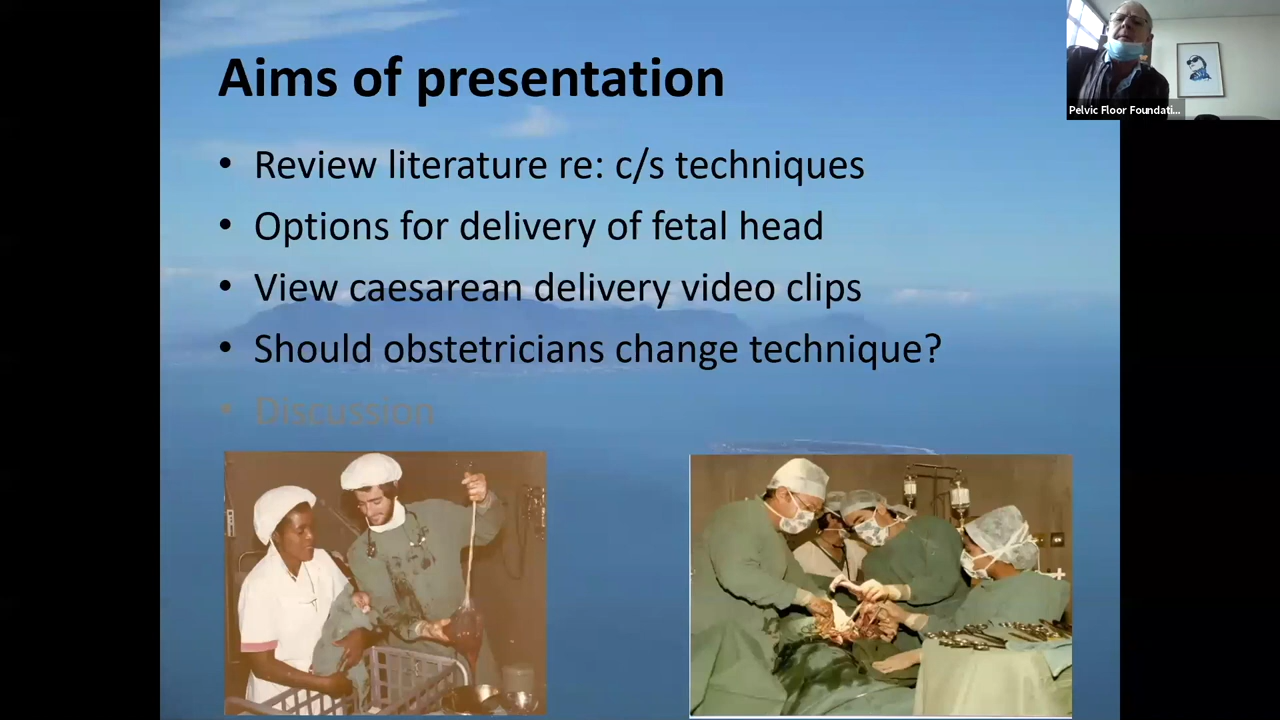 Aims of presentation
• Review literature re: c/s techniques
• Options for delivery of fetal head
• View caesarean delivery video clips
• Should obstetricians change technique?
• Discussion
Pelvic Floor Foundati...